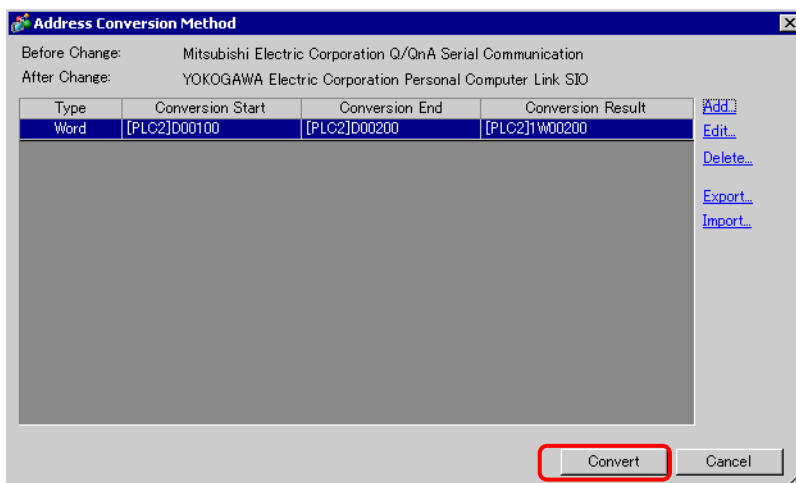 Address Conversion Method
Before Change: Mitsubishi Electric Corporation Q/QnA Serial Communication
After Change: YOKOGAWA Electric Corporation Personal Computer Link SIO
Type Conversion Start Conversion End Conversion Result
Word [PLC2]D00100 [PLC2]D00200 [PLC2]1W00200
Add...
Edit...
Delete...
Export...
Import...
Convert Cancel